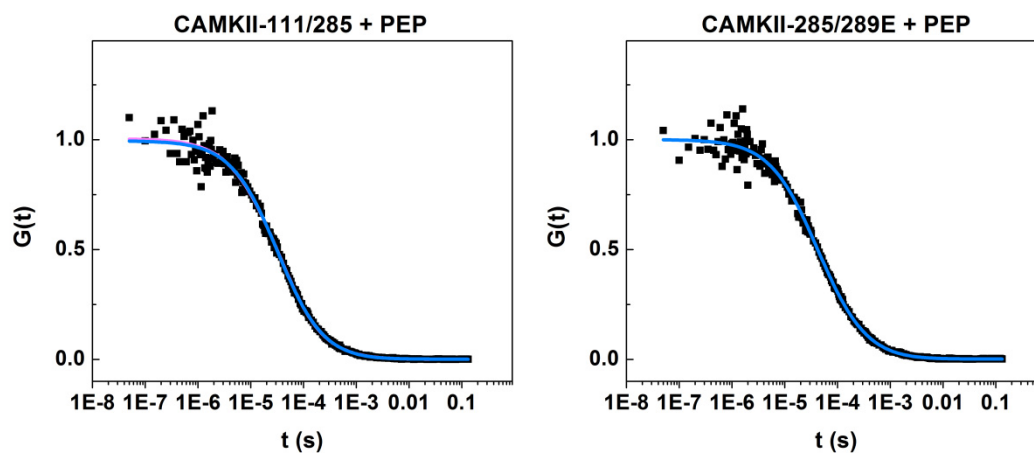 CAMKII-111/285 + PEP
G(t)
1.0
0.5
0.0
1E-8 1E-7 1E-6 1E-5 1E-4 1E-3 0.01 0.1
t (s)
CAMKII-285/289E + PEP
G(t)
1.0
0.5
0.0
1E-8 1E-7 1E-6 1E-5 1E-4 1E-3 0.01 0.1
t (s)